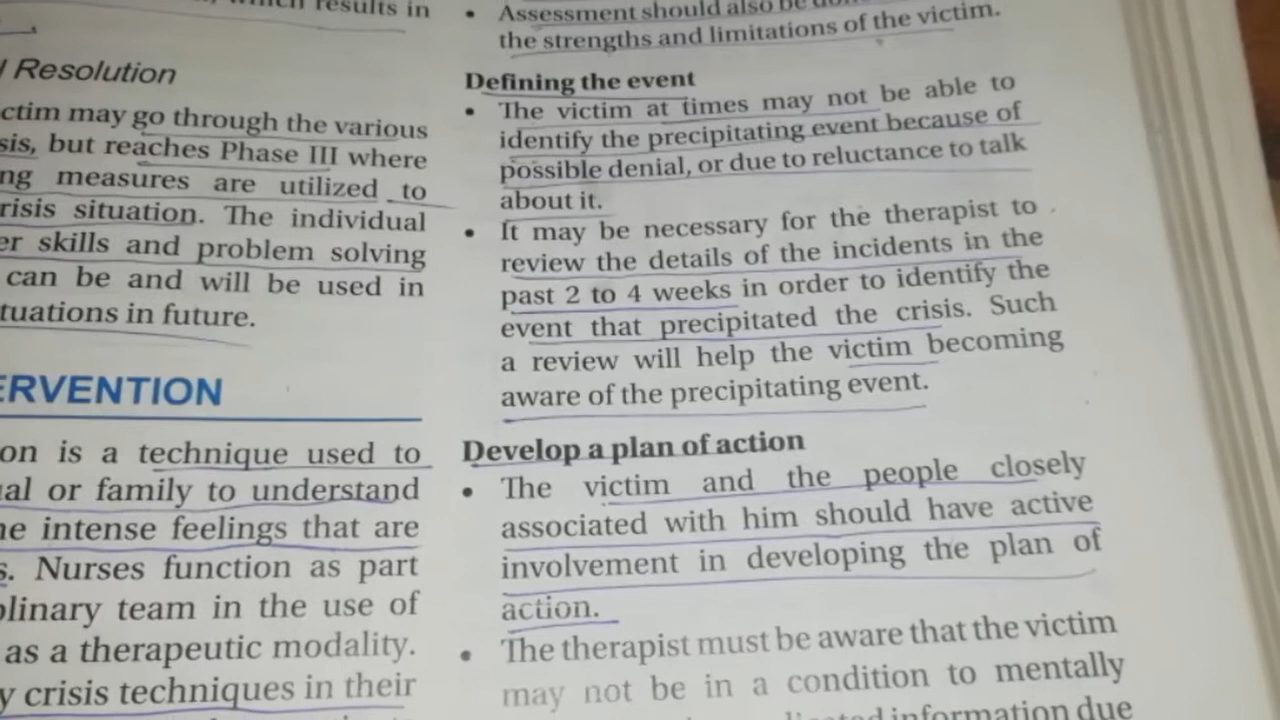 which results in
l Resolution
ctim may go through the various
sis, but reaches Phase III where
ng measures are utilized to
risis situation. The individual
er skills and problem solving
can be and will be used in
tuations in future.
ERVENTION
on is a technique used to
ual or family to understand
he intense feelings that are
s. Nurses function as part
plinary team in the use of
as a therapeutic modality.
y crisis techniques in their
• Assessment should also be
the strengths and limitations of the victim.
Defining the event
• The victim at times may not be able to
identify the precipitating event because of
possible denial, or due to reluctance to talk
about it.
• It may be necessary for the therapist to
review the details of the incidents in the
past 2 to 4 weeks in order to identify the
event that precipitated the crisis. Such
a review will help the victim becoming
aware of the precipitating event.
Develop a plan of action
• The victim and the people closely
associated with him should have active
involvement in developing the plan of
action.
• The therapist must be aware that the victim
may not be in a condition to mentally
information due